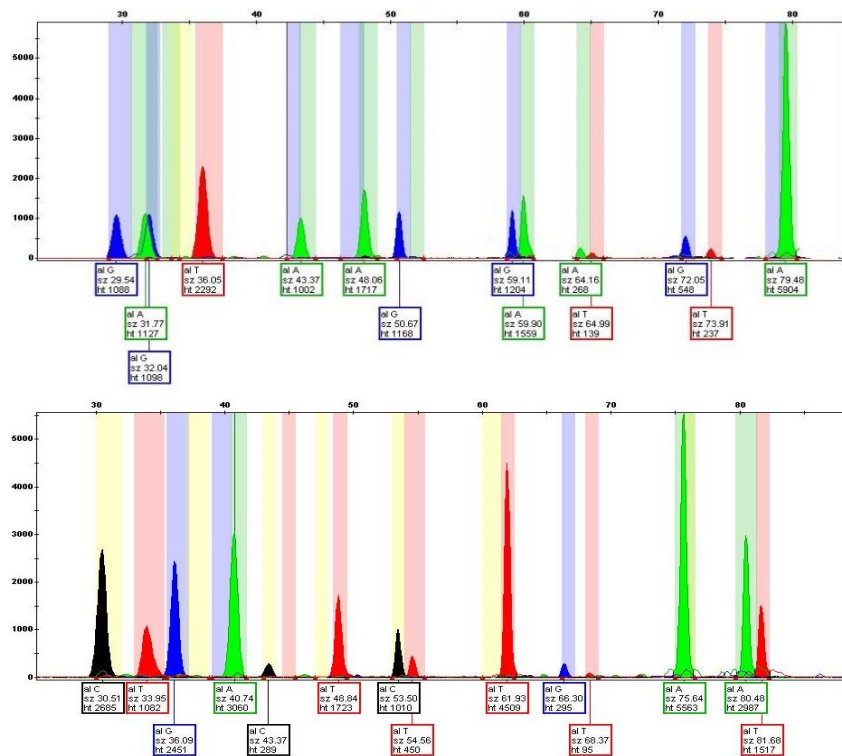 30 40 50 60 70 80
5000
4000
3000
2000
1000
0
al G sz 29.54 ht 1088
al T sz 36.05 ht 2292
al A sz 43.37 ht 1002
al A sz 48.06 ht 1717
al G sz 59.11 ht 1204
al A sz 64.16 ht 268
al G sz 72.05 ht 548
al A sz 79.48 ht 5904
al A sz 31.77 ht 1127
al G sz 50.67 ht 1168
al A sz 59.90 ht 1559
al T sz 64.99 ht 139
al T sz 73.91 ht 237
al G sz 32.04 ht 1098
30 40 50 60 70 80
5000
4000
3000
2000
1000
0
al C sz 30.51 ht 2685
al T sz 33.95 ht 1082
al A sz 40.74 ht 3060
al T sz 48.84 ht 1723
al C sz 53.50 ht 1010
al T sz 61.93 ht 4509
al G sz 66.30 ht 295
al A sz 75.64 ht 5563
al A sz 80.48 ht 2987
al G sz 36.09 ht 2451
al C sz 43.37 ht 289
al T sz 54.56 ht 450
al T sz 68.37 ht 95
al T sz 81.68 ht 1517